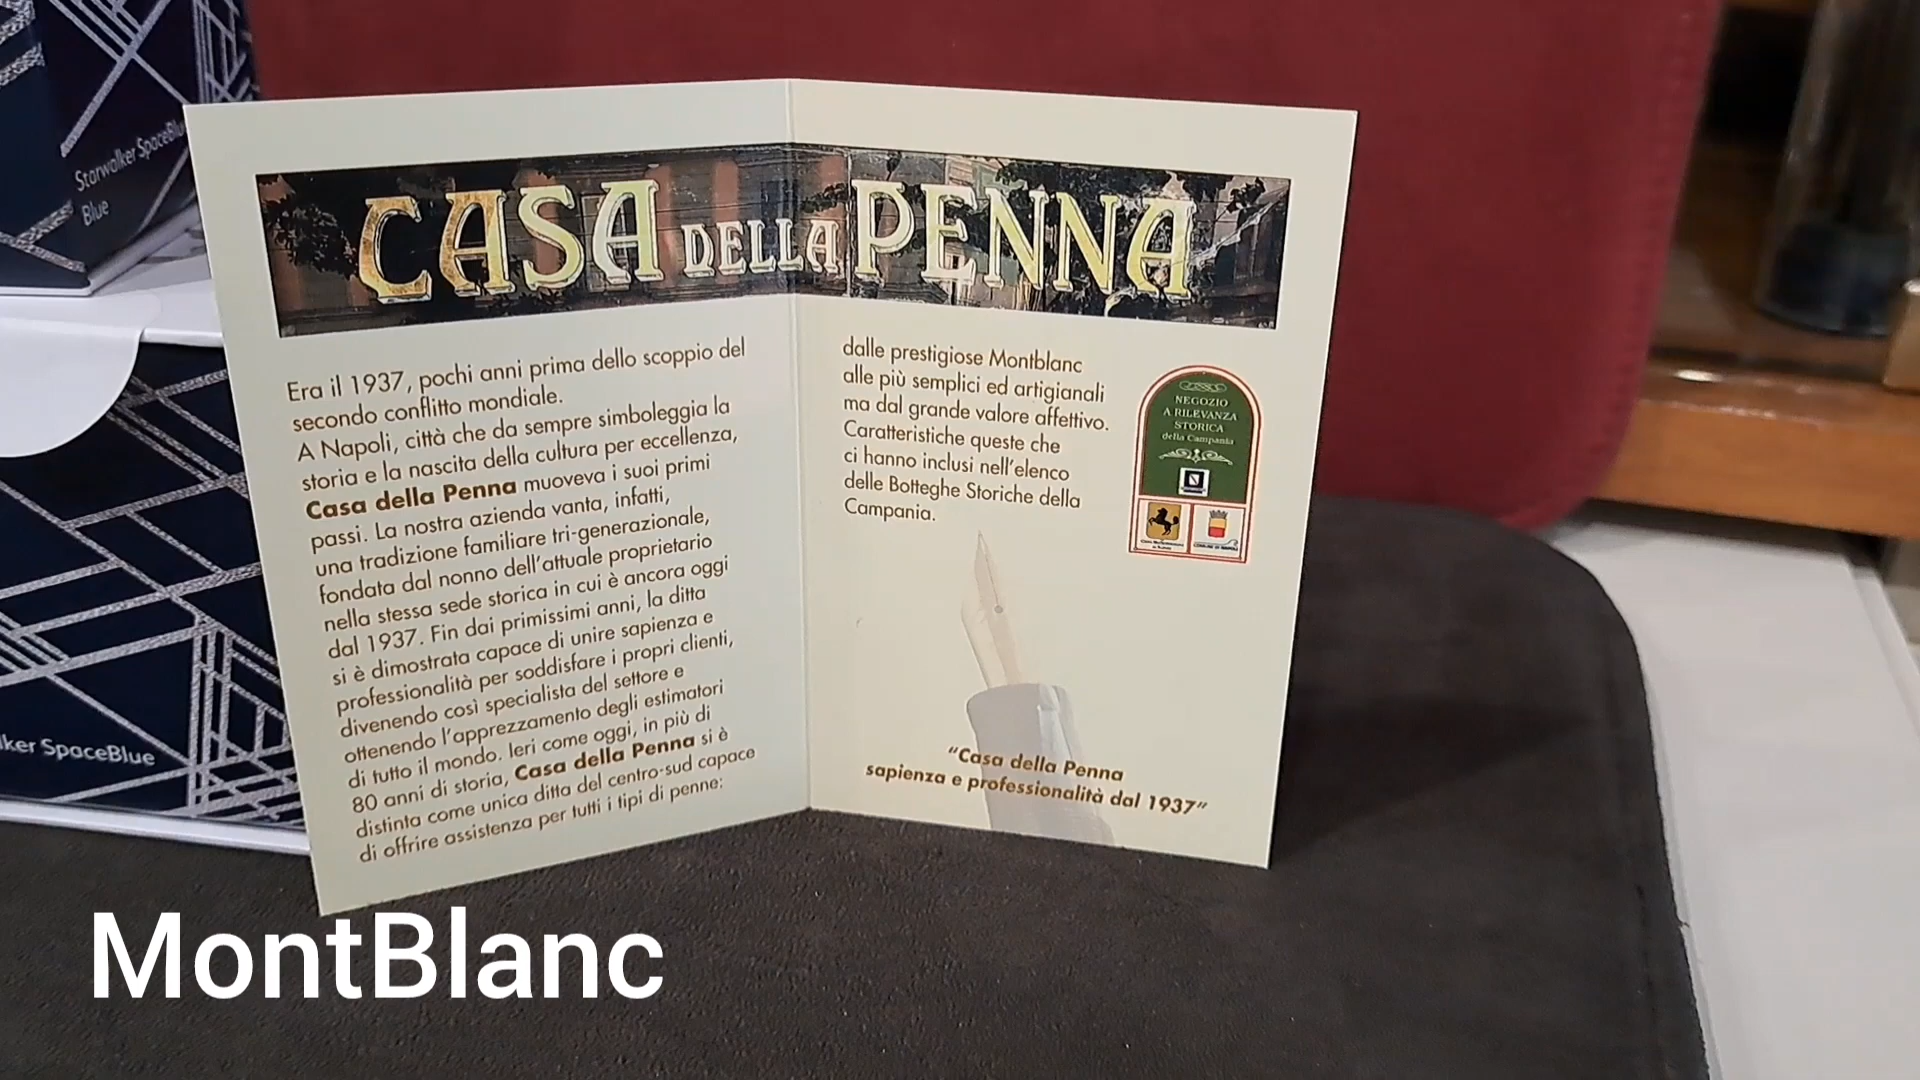 Starwalker SpaceBlue
Blue
CASA DELLA PENNA
Era il 1937, pochi anni prima dello scoppio del
secondo conflitto mondiale.
A Napoli, città che da sempre simboleggia la
storia e la nascita della cultura per eccellenza,
Casa della Penna muoveva i suoi primi
passi. La nostra azienda vanta, infatti,
una tradizione familiare tri-generazionale,
fondata dal nonno dell'attuale proprietario
nella stessa sede storica in cui è ancora oggi
dal 1937. Fin dai primissimi anni, la ditta
si è dimostrata capace di unire sapienza e
professionalità per soddisfare i propri clienti,
divenendo così specialista del settore e
ottenendo l'apprezzamento degli estimatori
di tutto il mondo. Ieri come oggi, in più di
80 anni di storia, Casa della Penna si è
distinta come unica ditta del centro-sud capace
di offrire assistenza per tutti i tipi di penne:
dalle prestigiose Montblanc
alle più semplici ed artigianali
ma dal grande valore affettivo.
Caratteristiche queste che
ci hanno inclusi nell'elenco
delle Botteghe Storiche della
Campania.
NEGOZIO
A RILEVANZA
STORICA
della Campania
COMUNE DI NAPOLI
"Casa della Penna
sapienza e professionalità dal 1937"
lker SpaceBlue
MontBlanc